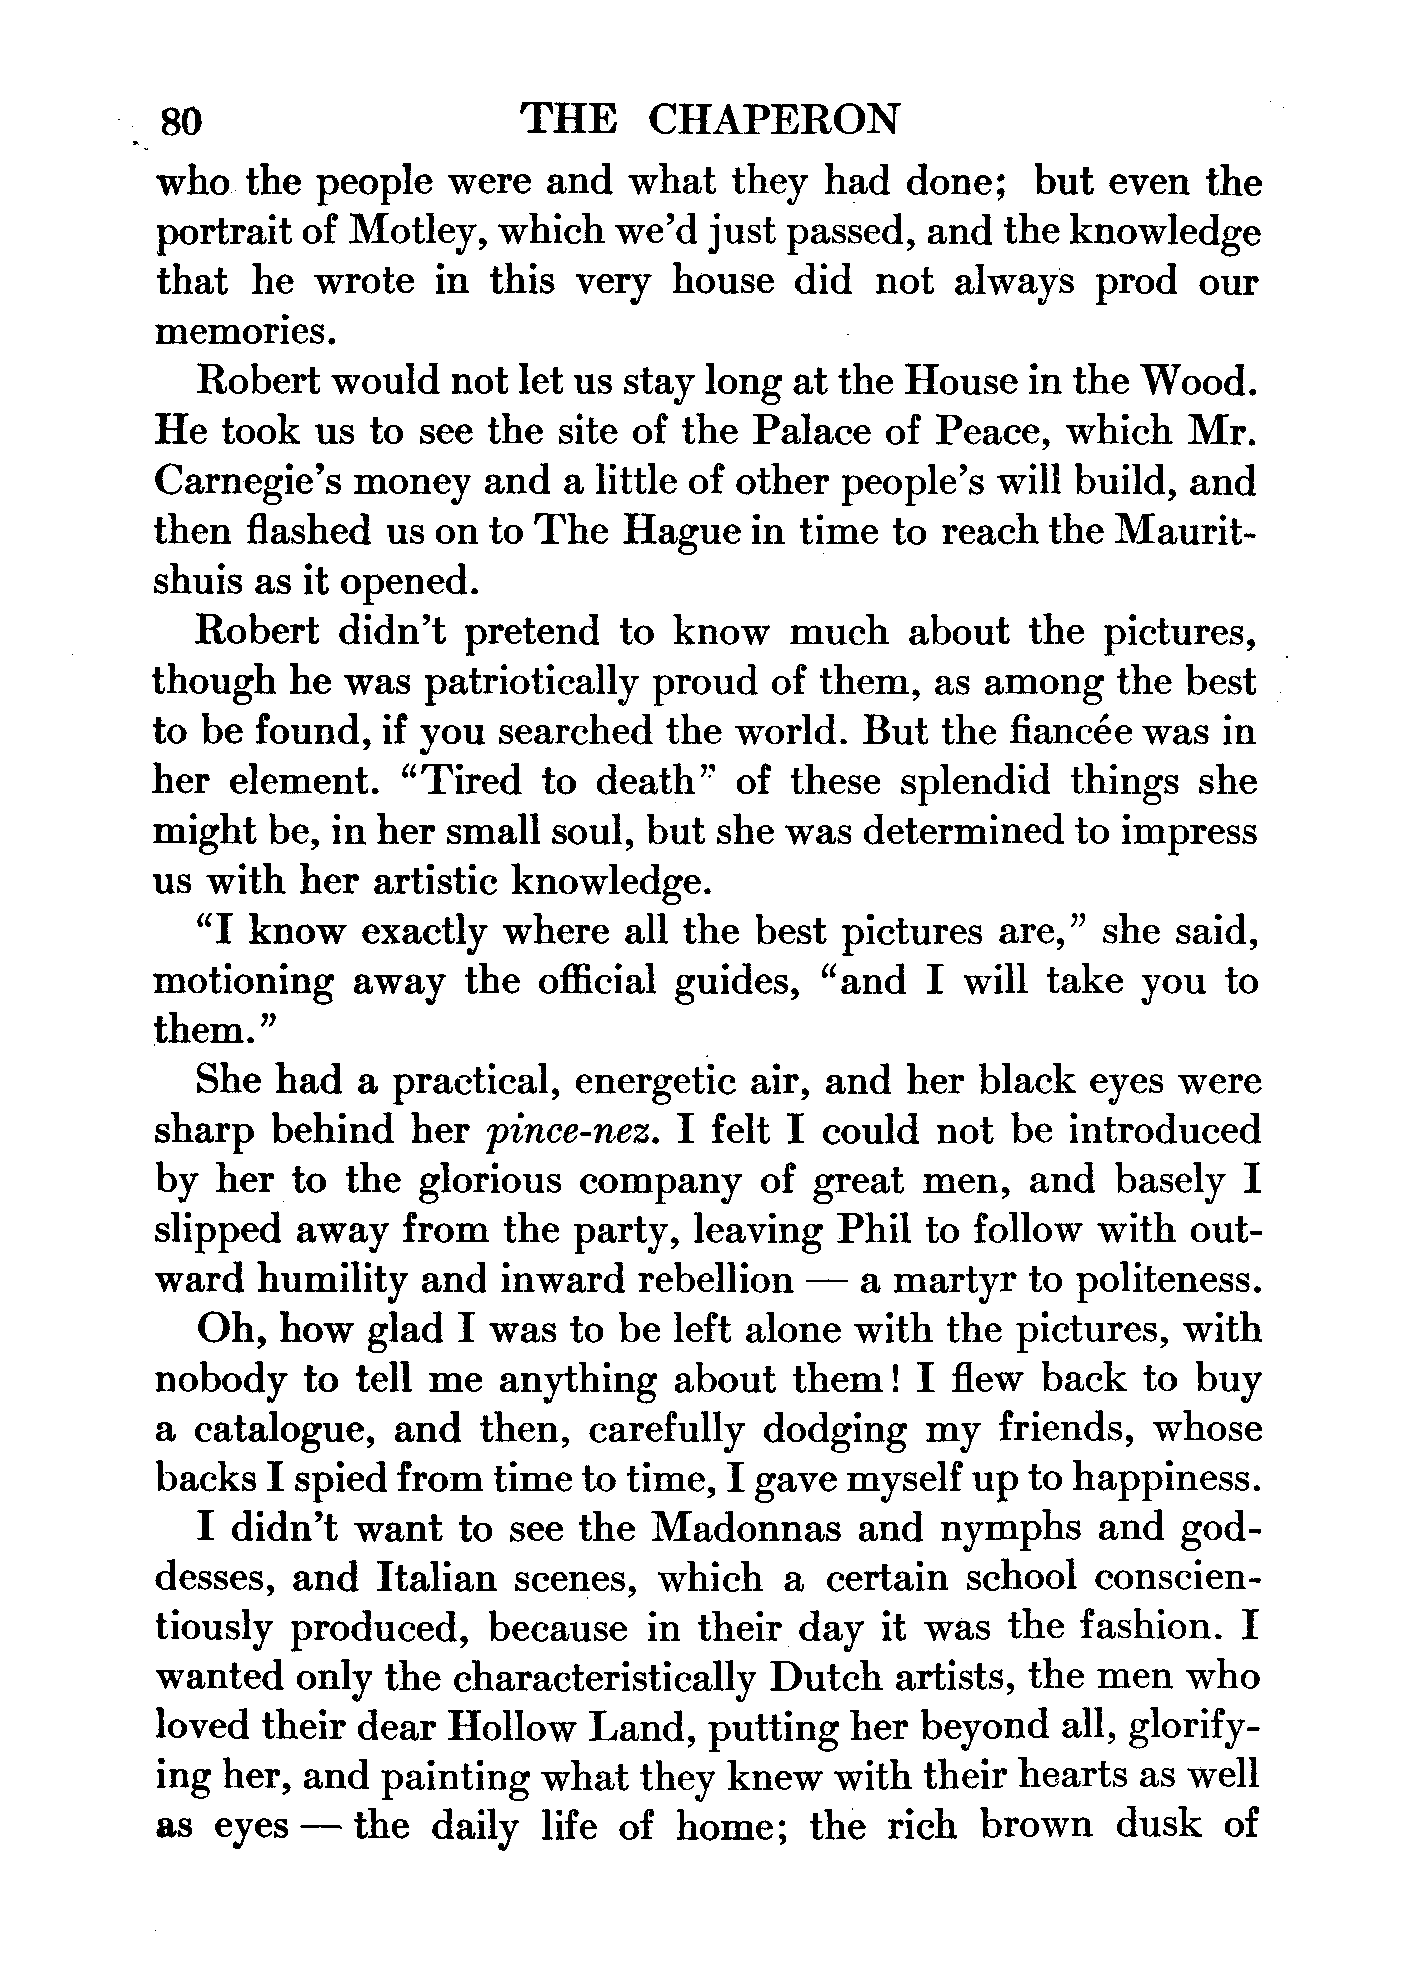 80 THE CHAPERON
who the people were and what they had done; but even the
portrait of Motley, which we'd just passed, and the knowledge
that he wrote in this very house did not always prod our
memories.
Robert would not let us stay long at the House in the Wood.
He took us to see the site of the Palace of Peace, which Mr.
Carnegie's money and a little of other people's will build, and
then flashed us on to The Hague in time to reach the Maurit-
shuis as it opened.
Robert didn't pretend to know much about the pictures,
though he was patriotically proud of them, as among the best
to be found, if you searched the world. But the fiancée was in
her element. "Tired to death" of these splendid things she
might be, in her small soul, but she was determined to impress
us with her artistic knowledge.
"I know exactly where all the best pictures are," she said,
motioning away the official guides, "and I will take you to
them."
She had a practical, energetic air, and her black eyes were
sharp behind her pince-nez. I felt I could not be introduced
by her to the glorious company of great men, and basely I
slipped away from the party, leaving Phil to follow with out-
ward humility and inward rebellion — a martyr to politeness.
Oh, how glad I was to be left alone with the pictures, with
nobody to tell me anything about them! I flew back to buy
a catalogue, and then, carefully dodging my friends, whose
backs I spied from time to time, I gave myself up to happiness.
I didn't want to see the Madonnas and nymphs and god-
desses, and Italian scenes, which a certain school conscien-
tiously produced, because in their day it was the fashion. I
wanted only the characteristically Dutch artists, the men who
loved their dear Hollow Land, putting her beyond all, glorify-
ing her, and painting what they knew with their hearts as well
as eyes — the daily life of home; the rich brown dusk of